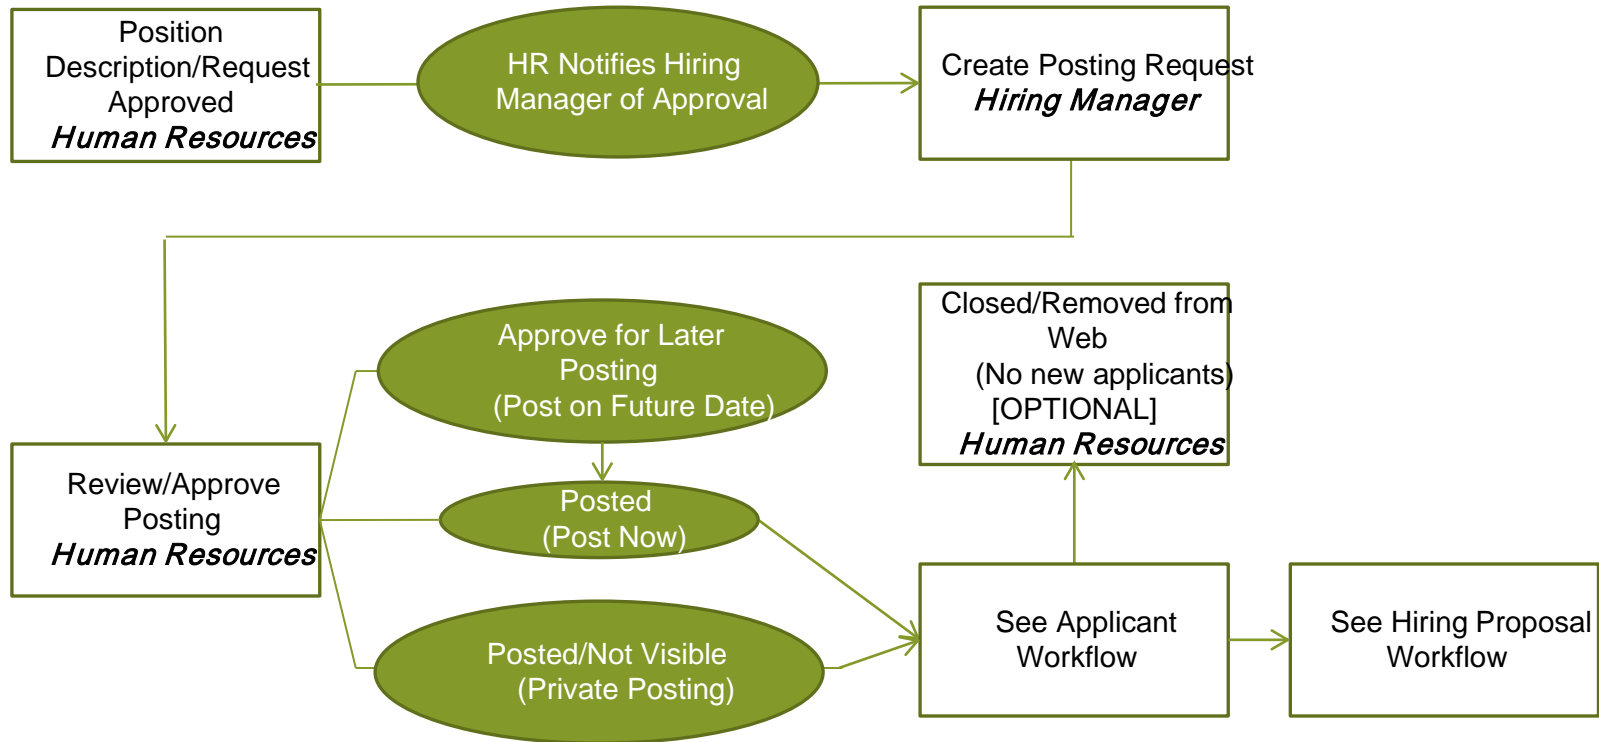 Position
Description/Request
Approved
Human Resources
HR Notifies Hiring
Manager of Approval
Create Posting Request
Hiring Manager
Approve for Later
Posting
(Post on Future Date)
Closed/Removed from
Web
(No new applicants)
[OPTIONAL]
Human Resources
Review/Approve
Posting
Human Resources
Posted
(Post Now)
Posted/Not Visible
(Private Posting)
See Applicant
Workflow
See Hiring Proposal
Workflow